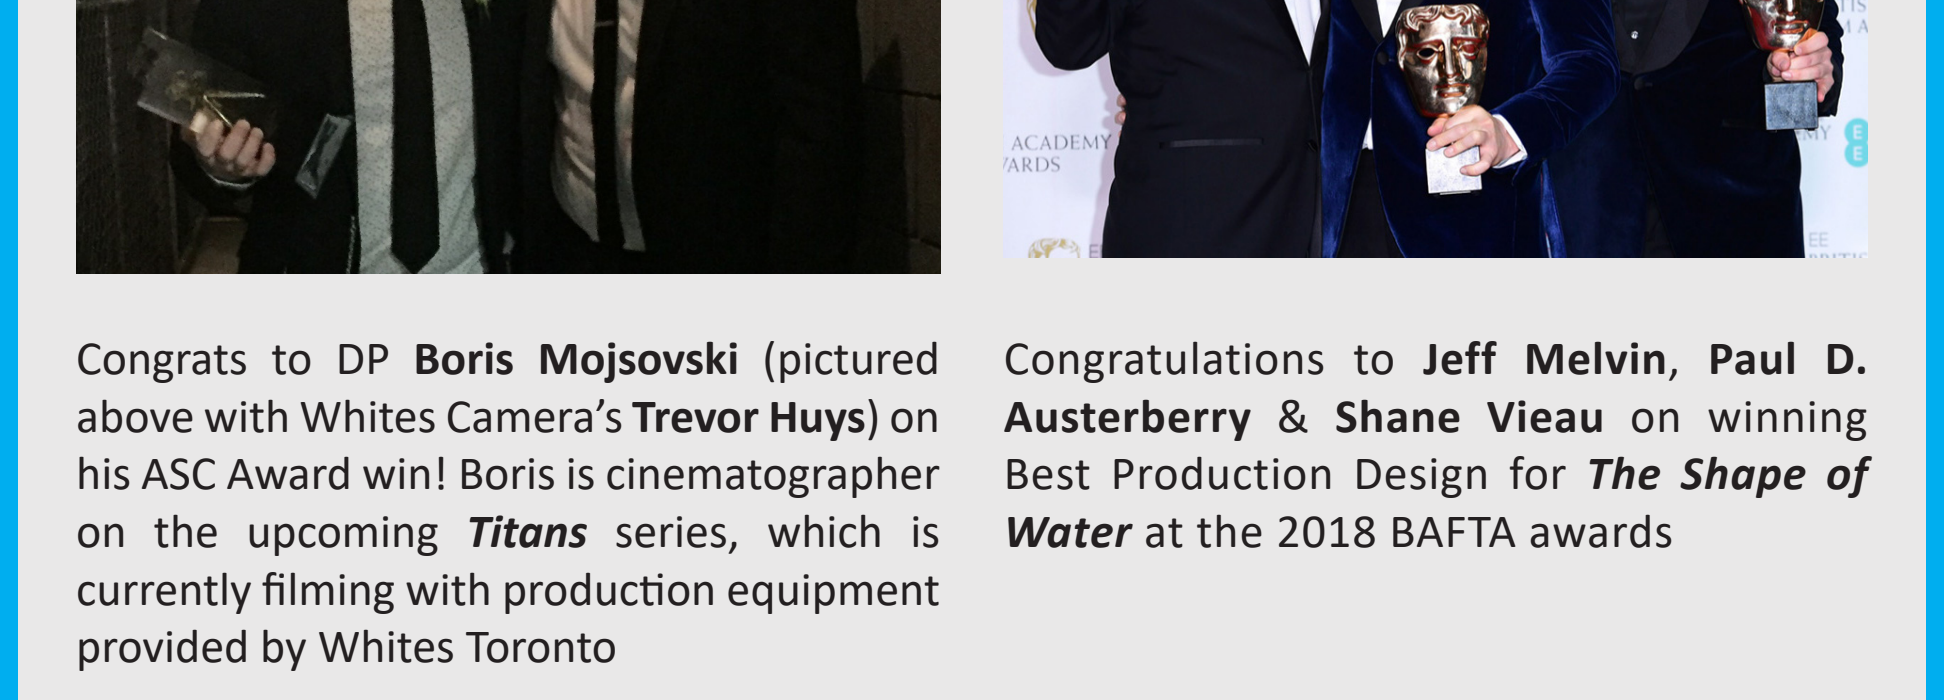 ACADEMY
E
E
EE
Congrats to DP Boris Mojsovski (pictured
above with Whites Camera’s Trevor Huys) on
his ASC Award win! Boris is cinematographer
on the upcoming Titans series, which is
currently filming with production equipment
provided by Whites Toronto
Congratulations to Jeff Melvin, Paul D.
Austerberry & Shane Vieau on winning
Best Production Design for The Shape of
Water at the 2018 BAFTA awards